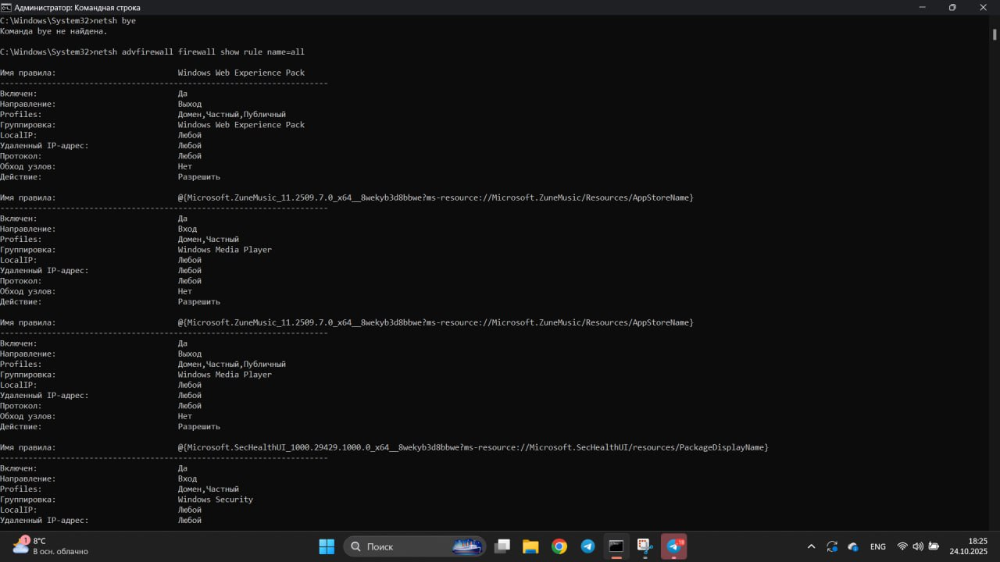 Администратор: Командная строка
C:\Windows\System32>netsh bye
Команда bye не найдена.
C:\Windows\System32>netsh advfirewall firewall show rule name=all
Имя правила: Windows Web Experience Pack
----------------------------------------------------------------------
Включен: Да
Направление: Выход
Profiles: Домен,Частный,Публичный
Группировка: Windows Web Experience Pack
LocalIP: Любой
Удаленный IP-адрес: Любой
Протокол: Любой
Обход узлов: Нет
Действие: Разрешить
Имя правила: @{Microsoft.ZuneMusic_11.2509.7.0_x64__8wekyb3d8bbwe?ms-resource://Microsoft.ZuneMusic/Resources/AppStoreName}
----------------------------------------------------------------------
Включен: Да
Направление: Вход
Profiles: Домен,Частный
Группировка: Windows Media Player
LocalIP: Любой
Удаленный IP-адрес: Любой
Протокол: Любой
Обход узлов: Нет
Действие: Разрешить
Имя правила: @{Microsoft.ZuneMusic_11.2509.7.0_x64__8wekyb3d8bbwe?ms-resource://Microsoft.ZuneMusic/Resources/AppStoreName}
----------------------------------------------------------------------
Включен: Да
Направление: Выход
Profiles: Домен,Частный,Публичный
Группировка: Windows Media Player
LocalIP: Любой
Удаленный IP-адрес: Любой
Протокол: Любой
Обход узлов: Нет
Действие: Разрешить
Имя правила: @{Microsoft.SecHealthUI_1000.29429.1000.0_x64__8wekyb3d8bbwe?ms-resource://Microsoft.SecHealthUI/resources/PackageDisplayName}
----------------------------------------------------------------------
Включен: Да
Направление: Вход
Profiles: Домен,Частный
Группировка: Windows Security
LocalIP: Любой
Удаленный IP-адрес: Любой
1
8°C
В осн. облачно
Поиск
18
ENG
18:25
24.10.2025